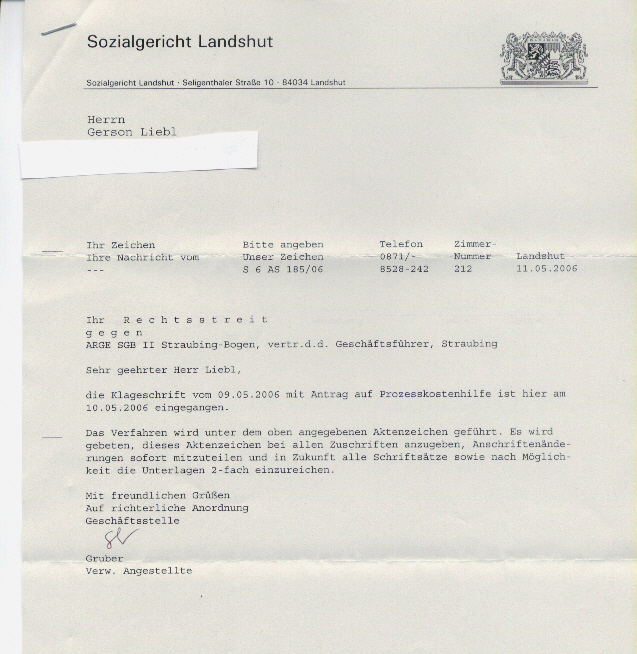 Sozialgericht Landshut
Sozialgericht Landshut · Seligenthaler Straße 10 · 84034 Landshut
Herrn
Gerson Liebl
Ihr Zeichen Bitte angeben Telefon Zimmer-
Ihre Nachricht vom Unser Zeichen 0871/- Nummer Landshut
--- S 6 AS 185/06 8528-242 212 11.05.2006
Ihr R e c h t s s t r e i t
g e g e n
ARGE SGB II Straubing-Bogen, vertr.d.d. Geschäftsführer, Straubing
Sehr geehrter Herr Liebl,
die Klageschrift vom 09.05.2006 mit Antrag auf Prozesskostenhilfe ist hier am
10.05.2006 eingegangen.
Das Verfahren wird unter dem oben angegebenen Aktenzeichen geführt. Es wird
gebeten, dieses Aktenzeichen bei allen Zuschriften anzugeben, Anschriftenände-
rungen sofort mitzuteilen und in Zukunft alle Schriftsätze sowie nach Möglich-
keit die Unterlagen 2-fach einzureichen.
Mit freundlichen Grüßen
Auf richterliche Anordnung
Geschäftsstelle
Gruber
Verw. Angestellte